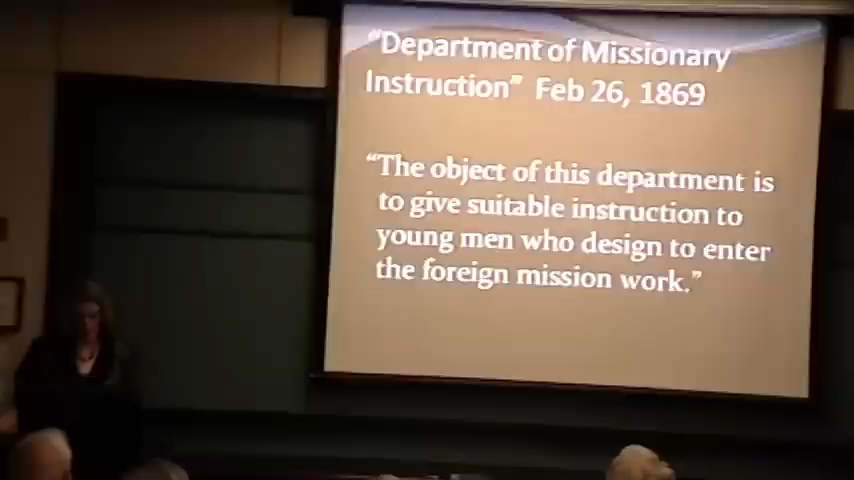 "Department of Missionary
Instruction" Feb 26, 1869
"The object of this department is
to give suitable instruction to
young men who design to enter
the foreign mission work."